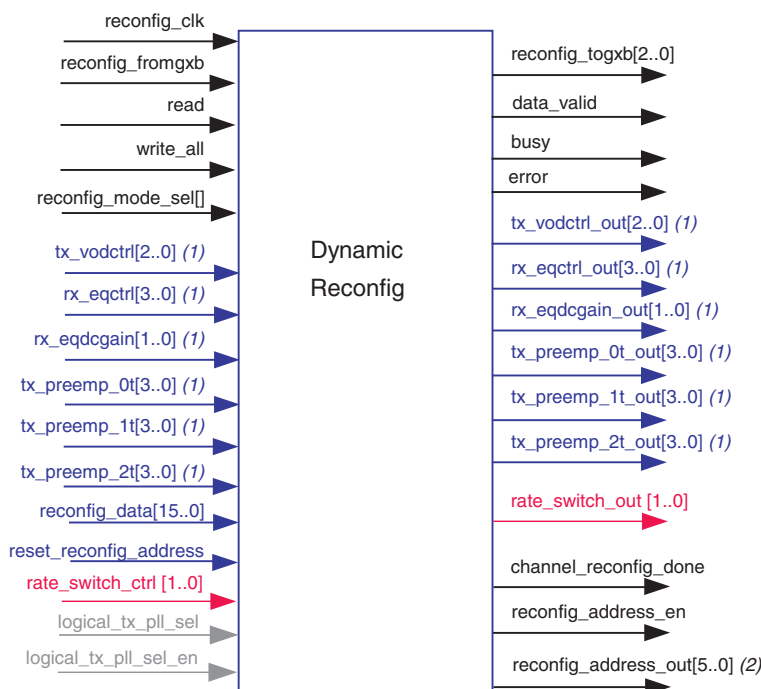 reconfig_clk
reconfig_fromgxb
read
write_all
reconfig_mode_sel[]
tx_vodctrl[2..0] (1)
rx_eqctrl[3..0] (1)
rx_eqdcgain[1..0] (1)
tx_preemp_0t[3..0] (1)
tx_preemp_1t[3..0] (1)
tx_preemp_2t[3..0] (1)
reconfig_data[15..0]
reset_reconfig_address
rate_switch_ctrl [1..0]
logical_tx_pll_sel
logical_tx_pll_sel_en
Dynamic
Reconfig
reconfig_togxb[2..0]
data_valid
busy
error
tx_vodctrl_out[2..0] (1)
rx_eqctrl_out[3..0] (1)
rx_eqdcgain_out[1..0] (1)
tx_preemp_0t_out[3..0] (1)
tx_preemp_1t_out[3..0] (1)
tx_preemp_2t_out[3..0] (1)
rate_switch_out [1..0]
channel_reconfig_done
reconfig_address_en
reconfig_address_out[5..0] (2)